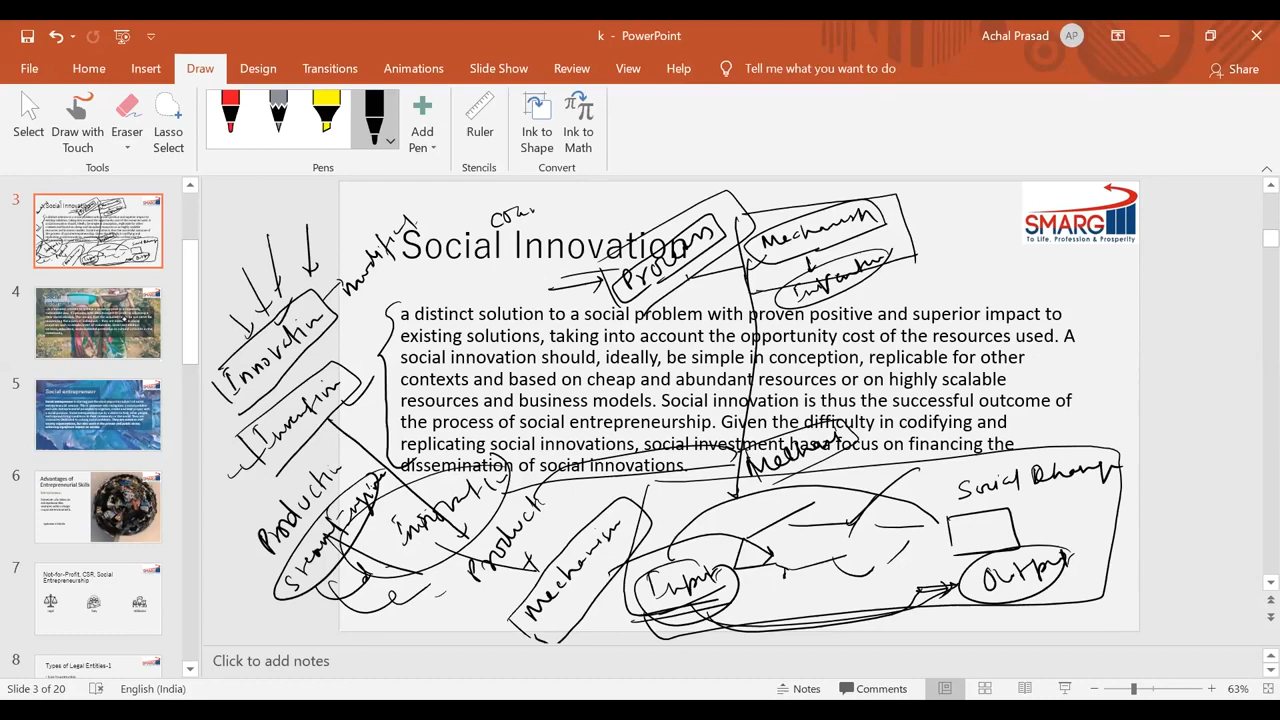 k - PowerPoint
Achal Prasad
AP
File
Home
Insert
Draw
Design
Transitions
Animations
Slide Show
Review
View
Help
Tell me what you want to do
Share
Select
Draw with Touch
Eraser
Lasso Select
Add Pen
Ruler
Ink to Shape
Ink to Math
Tools
Pens
Stencils
Convert
3
Social Innovation
4
5
Social entrepreneur
6
Advantages of
Entrepreneurial Skills
7
Not-for-Profit, CSR, Social
Entrepreneurship
8
Types of Legal Entities-1
SMARG
To Life, Profession & Prosperity
Social Innovation
Process
Mechanism
Innovation
a distinct solution to a social problem with proven positive and superior impact to
existing solutions, taking into account the opportunity cost of the resources used. A
social innovation should, ideally, be simple in conception, replicable for other
contexts and based on cheap and abundant resources or on highly scalable
resources and business models. Social innovation is thus the successful outcome of
the process of social entrepreneurship. Given the difficulty in codifying and
replicating social innovations, social investment has a focus on financing the
dissemination of social innovations.
Social Change
Mechanism
Input
Output
Click to add notes
Slide 3 of 20
English (India)
Notes
Comments
63%